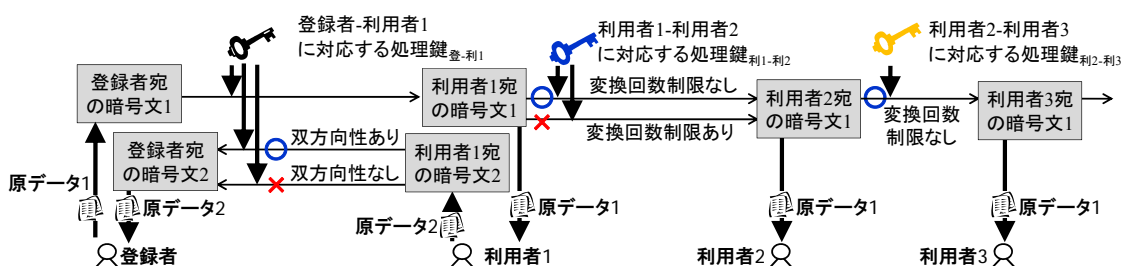 登録者-利用者1
に対応する処理鍵登-利1
利用者1-利用者2
に対応する処理鍵利1-利2
利用者2-利用者3
に対応する処理鍵利2-利3
登録者宛
の暗号文1
利用者1宛
の暗号文1
変換回数制限なし
変換回数制限あり
利用者2宛
の暗号文1
変換回数
制限なし
利用者3宛
の暗号文1
登録者宛
の暗号文2
双方向性あり
双方向性なし
利用者1宛
の暗号文2
原データ1
原データ2
原データ2
原データ1
原データ1
原データ1
登録者
利用者1
利用者2
利用者3